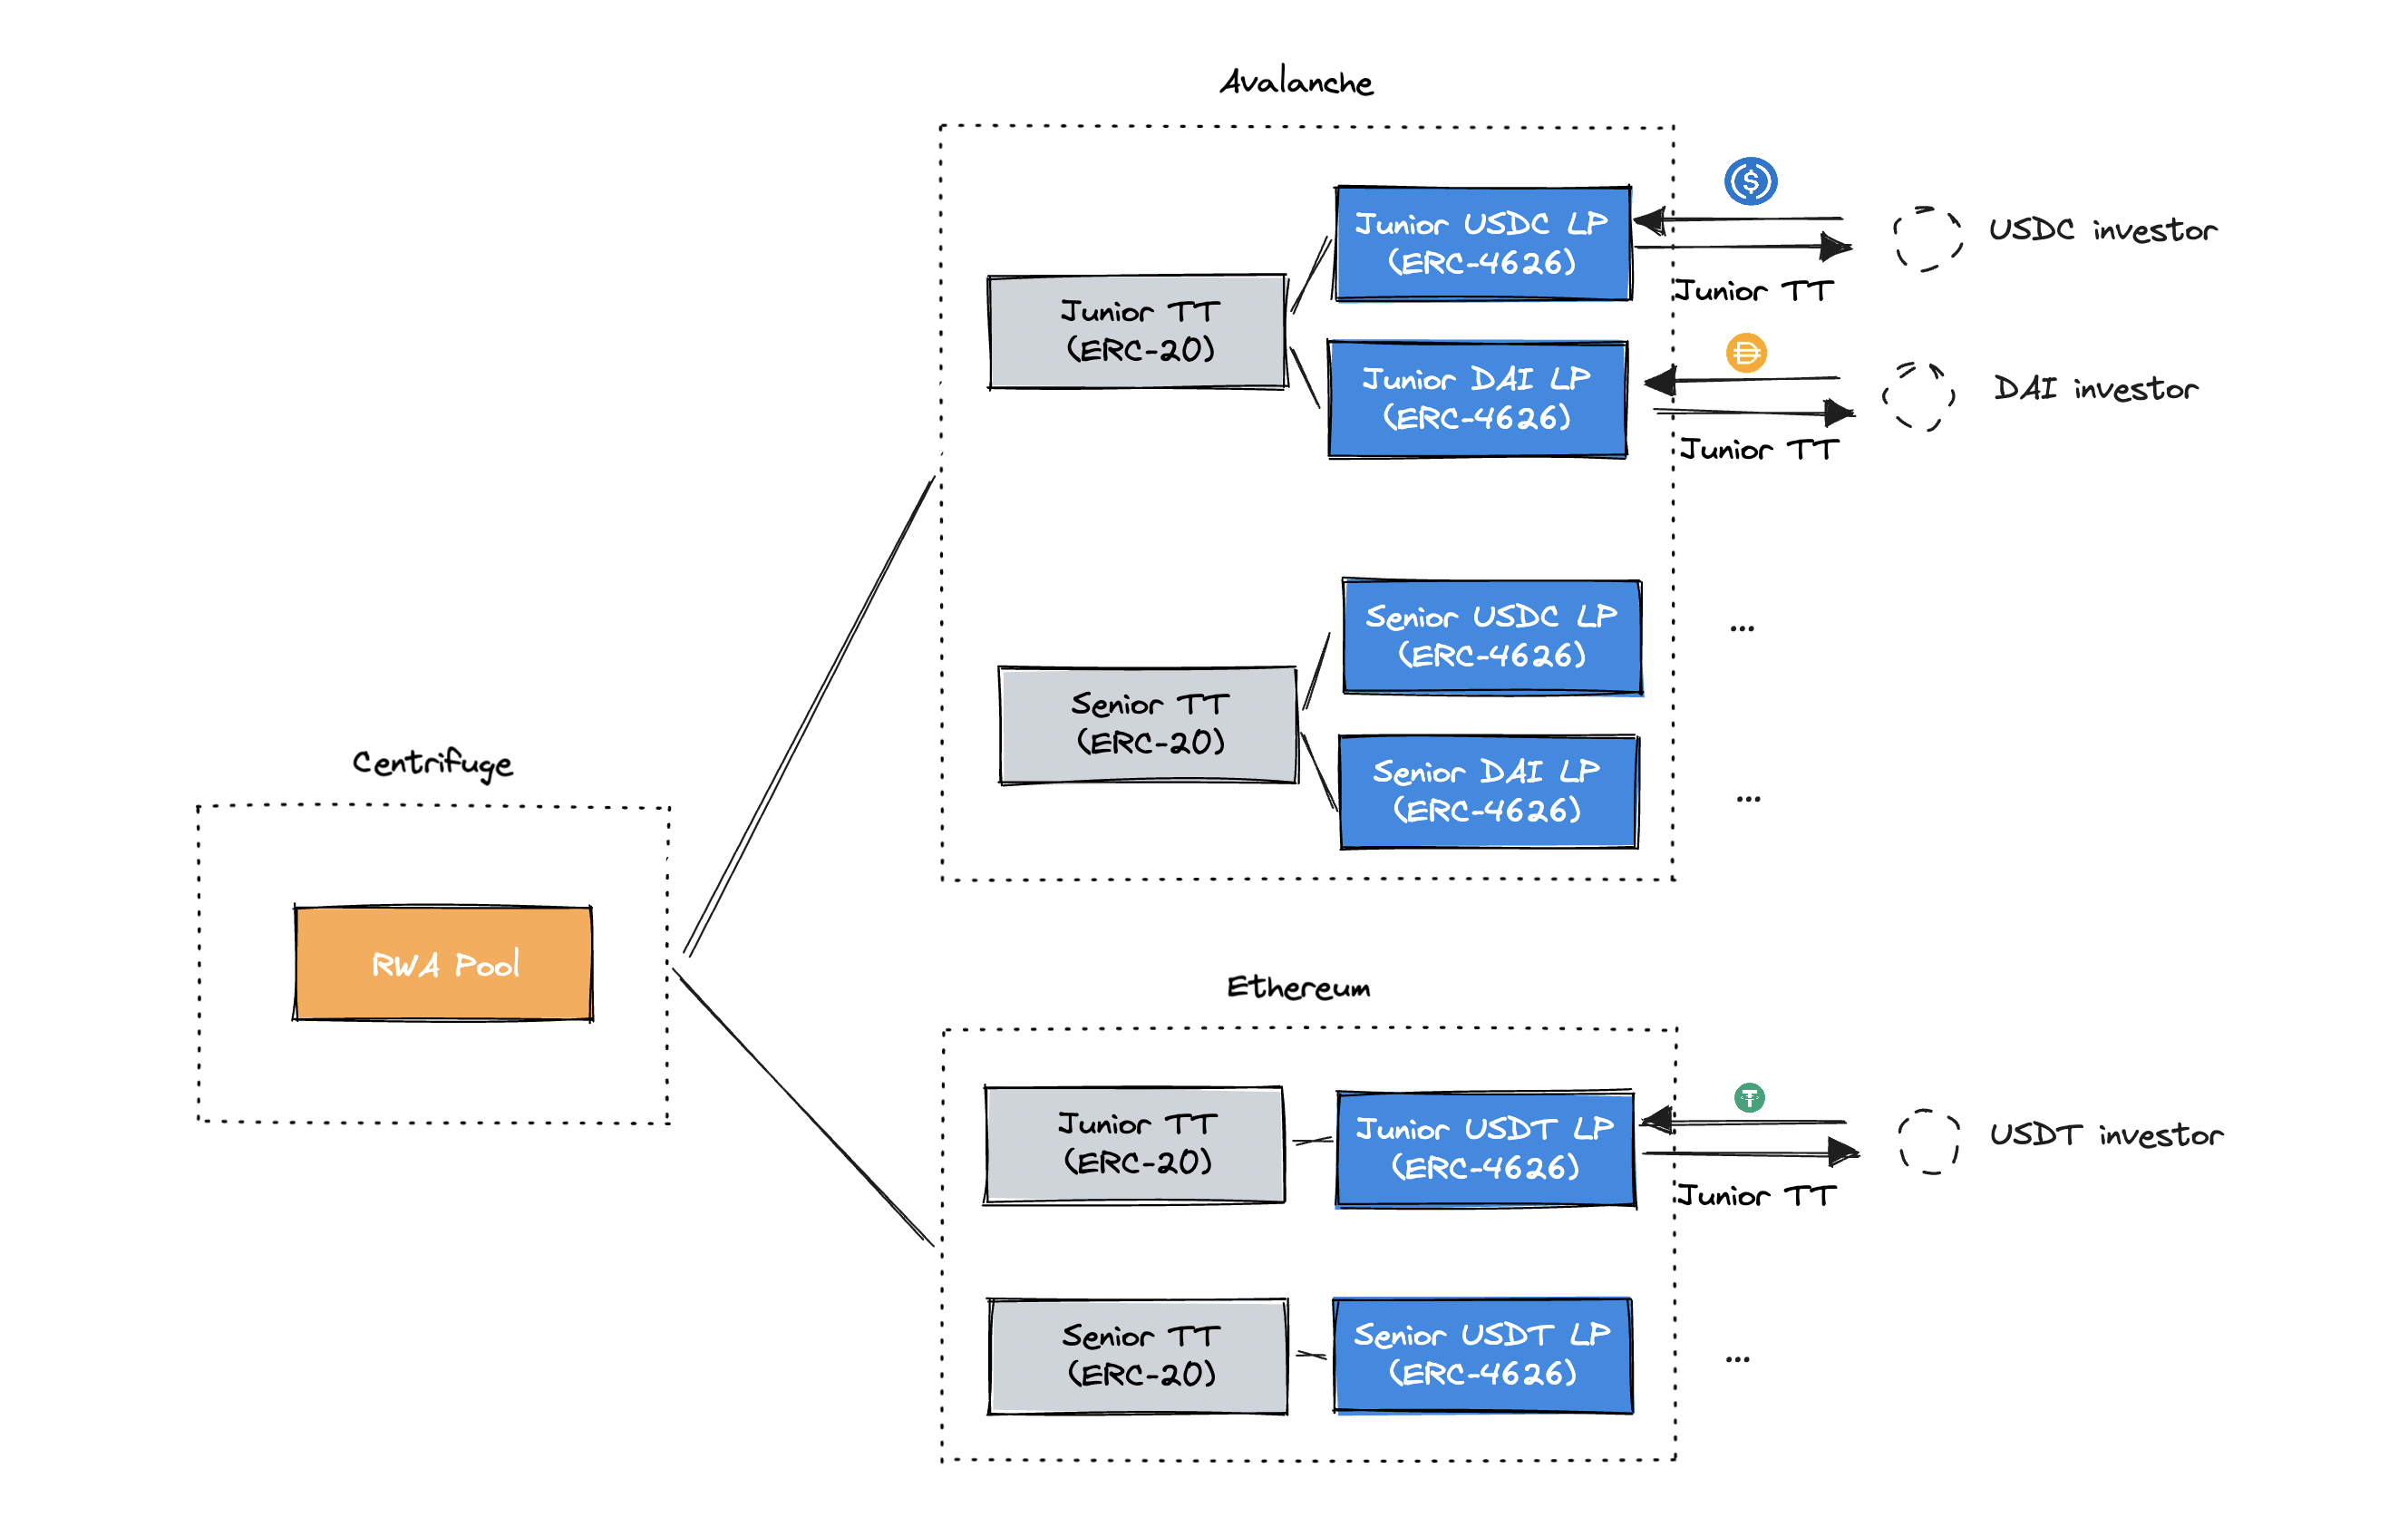 Avalanche
Junior USDC LP
(ERC-4626)
USDC investor
Junior TT
Junior TT
(ERC-20)
Junior DAI LP
(ERC-4626)
DAI investor
Junior TT
Senior USDC LP
(ERC-4626)
...
Senior TT
(ERC-20)
Senior DAI LP
(ERC-4626)
...
Centrifuge
RWA Pool
Ethereum
Junior TT
(ERC-20)
Junior USDT LP
(ERC-4626)
USDT investor
Junior TT
Senior TT
(ERC-20)
Senior USDT LP
(ERC-4626)
...